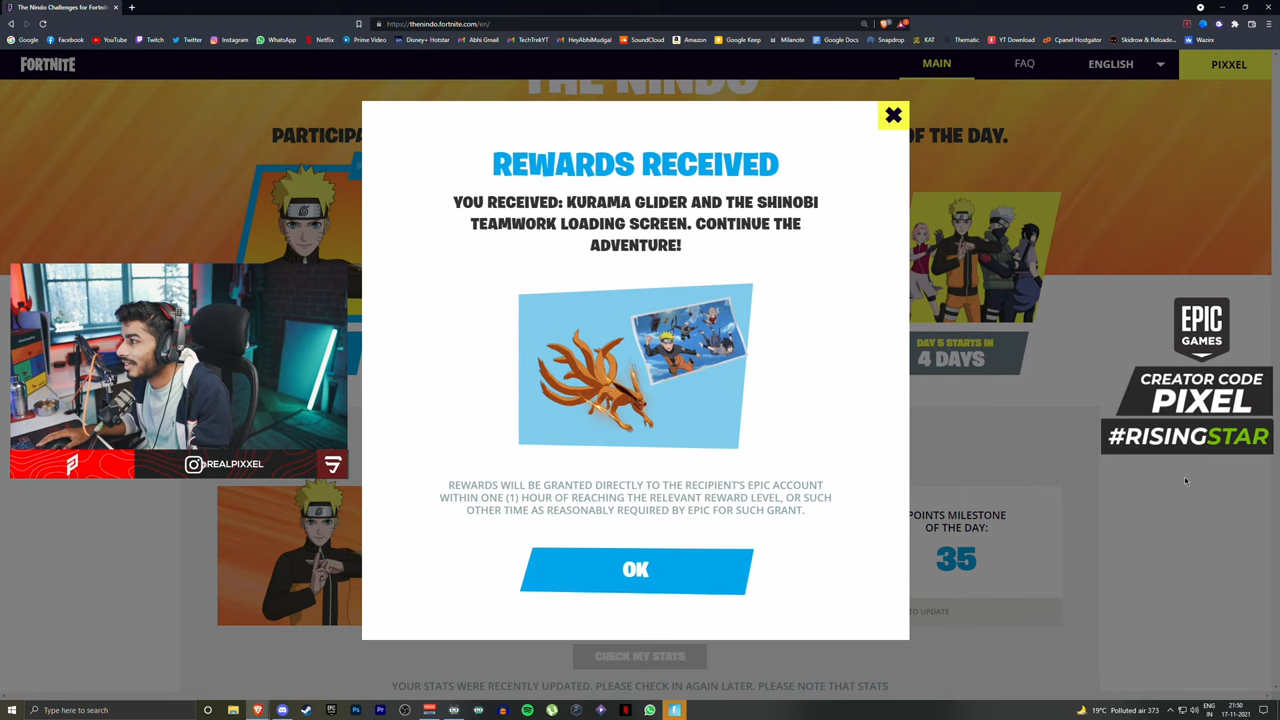 The Nindo Challenges for Fortnite
https://thenindo.fortnite.com/en/
Google Facebook YouTube Twitch Twitter Instagram WhatsApp Netflix Prime Video Disney+ Hotstar Abhi Gmail TechTrekYT HeyAbhiMudgal SoundCloud Amazon Google Keep Milanote Google Docs Snapdrop KAT Thematic YT Download Cpanel Hostgator Skidrow & Reloade... Wazirx
FORTNITE
MAIN
FAQ
ENGLISH
PIXXEL
THE NINDO
PARTICIPA
OF THE DAY.
REWARDS RECEIVED
YOU RECEIVED: KURAMA GLIDER AND THE SHINOBI
TEAMWORK LOADING SCREEN. CONTINUE THE
ADVENTURE!
DAY 5 STARTS IN
4 DAYS
EPIC
GAMES
CREATOR CODE
PIXEL
#RISINGSTAR
@REALPIXXEL
REWARDS WILL BE GRANTED DIRECTLY TO THE RECIPIENT'S EPIC ACCOUNT
WITHIN ONE (1) HOUR OF REACHING THE RELEVANT REWARD LEVEL, OR SUCH
OTHER TIME AS REASONABLY REQUIRED BY EPIC FOR SUCH GRANT.
POINTS MILESTONE
OF THE DAY:
35
OK
TO UPDATE
CHECK MY STATS
YOUR STATS WERE RECENTLY UPDATED. PLEASE CHECK IN AGAIN LATER. PLEASE NOTE THAT STATS
Type here to search
19°C Polluted air 373
ENG
IN
21:50
17-11-2021